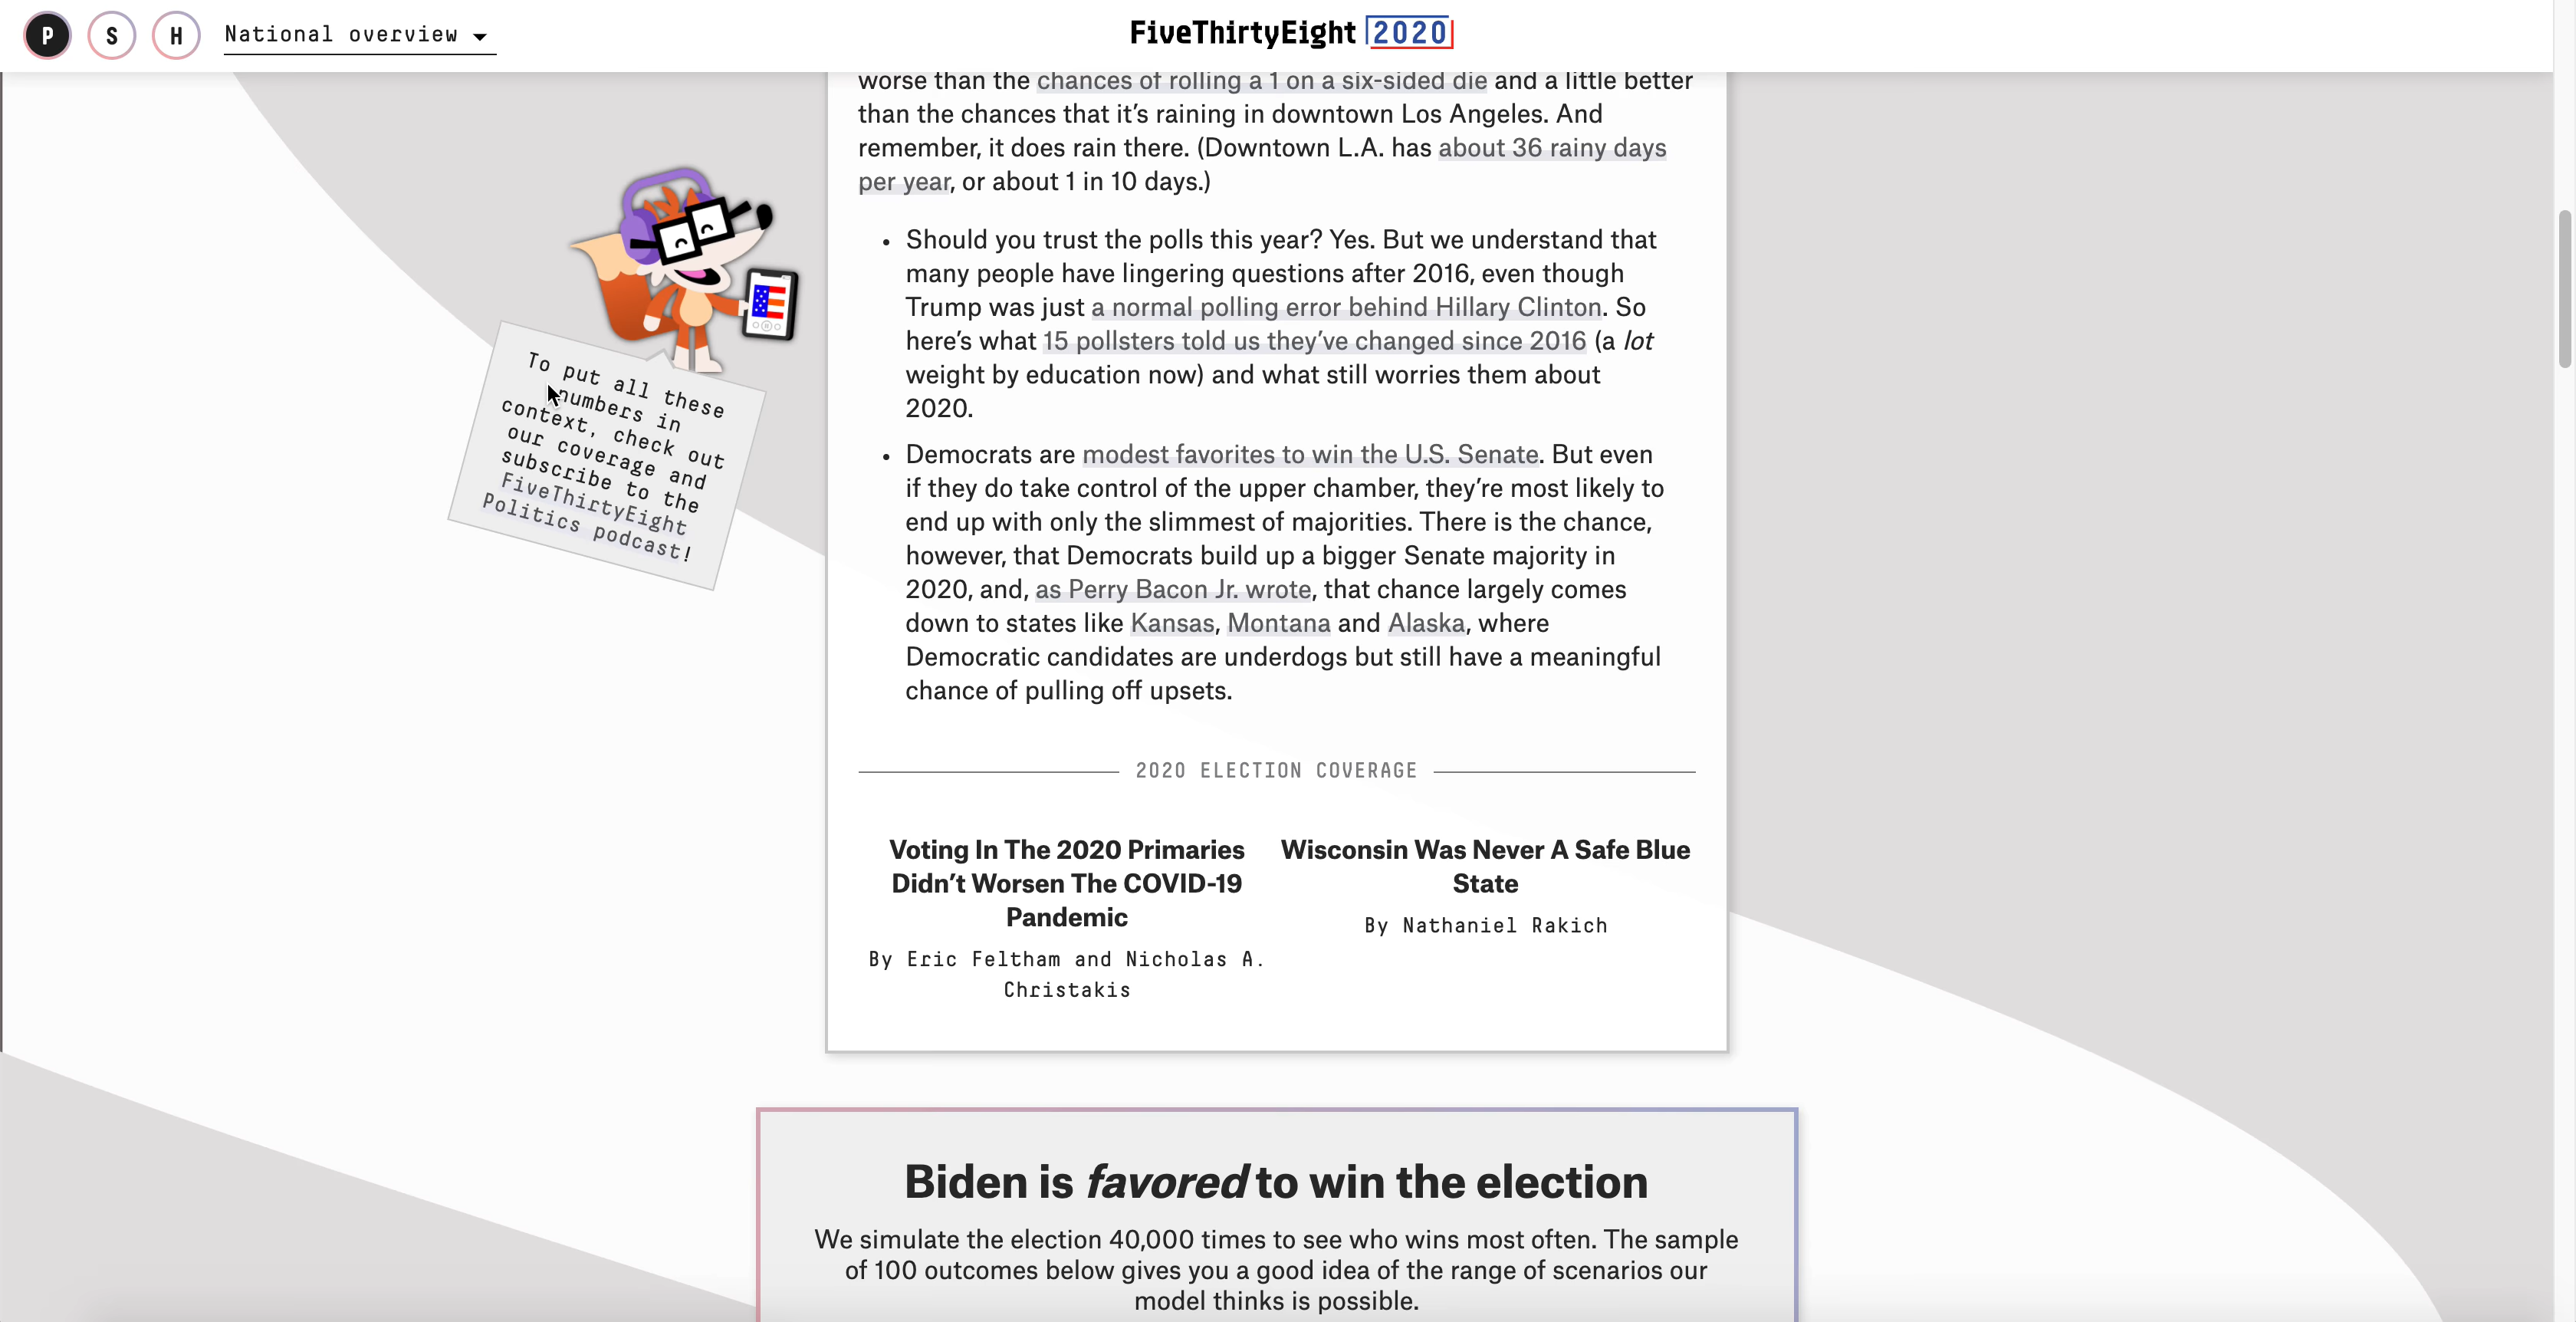 P S H National overview
FiveThirtyEight 2020
worse than the chances of rolling a 1 on a six-sided die and a little better
than the chances that it’s raining in downtown Los Angeles. And
remember, it does rain there. (Downtown L.A. has about 36 rainy days
per year, or about 1 in 10 days.)
To put all these
numbers in
context, check out
our coverage and
subscribe to the
FiveThirtyEight
Politics podcast!
• Should you trust the polls this year? Yes. But we understand that
many people have lingering questions after 2016, even though
Trump was just a normal polling error behind Hillary Clinton. So
here’s what 15 pollsters told us they’ve changed since 2016 (a lot
weight by education now) and what still worries them about
2020.
• Democrats are modest favorites to win the U.S. Senate. But even
if they do take control of the upper chamber, they’re most likely to
end up with only the slimmest of majorities. There is the chance,
however, that Democrats build up a bigger Senate majority in
2020, and, as Perry Bacon Jr. wrote, that chance largely comes
down to states like Kansas, Montana and Alaska, where
Democratic candidates are underdogs but still have a meaningful
chance of pulling off upsets.
2020 ELECTION COVERAGE
Voting In The 2020 Primaries
Didn’t Worsen The COVID-19
Pandemic
By Eric Feltham and Nicholas A.
Christakis
Wisconsin Was Never A Safe Blue
State
By Nathaniel Rakich
Biden is favored to win the election
We simulate the election 40,000 times to see who wins most often. The sample
of 100 outcomes below gives you a good idea of the range of scenarios our
model thinks is possible.